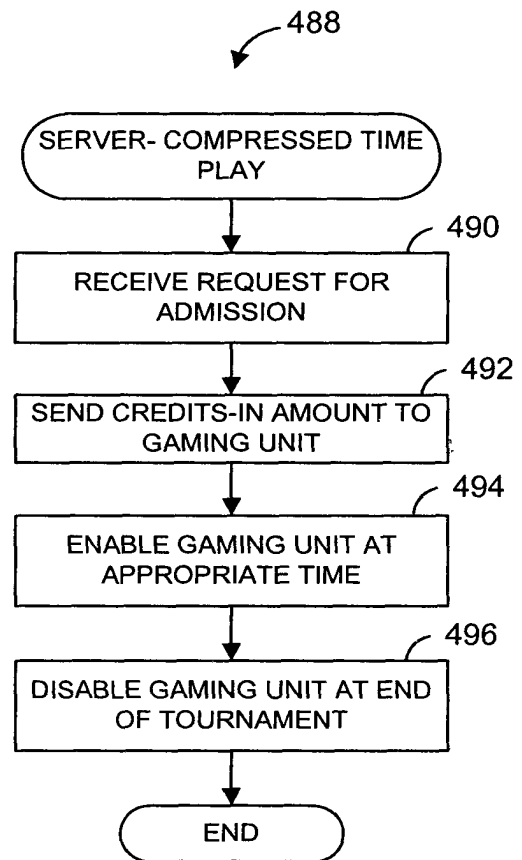 488
SERVER- COMPRESSED TIME
PLAY
490
RECEIVE REQUEST FOR
ADMISSION
492
SEND CREDITS-IN AMOUNT TO
GAMING UNIT
494
ENABLE GAMING UNIT AT
APPROPRIATE TIME
496
DISABLE GAMING UNIT AT END
OF TOURNAMENT
END